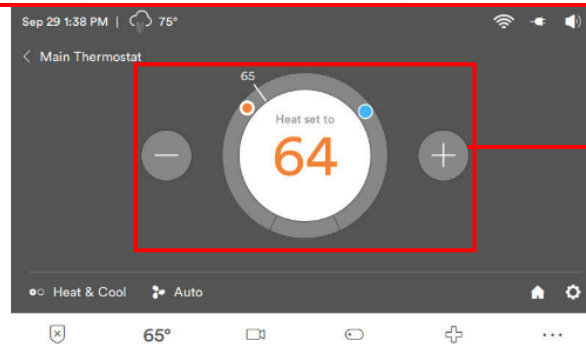 Sep 29 1:38 PM | 75°
< Main Thermostat
65
Heat set to
64
Heat & Cool Auto
65°
...